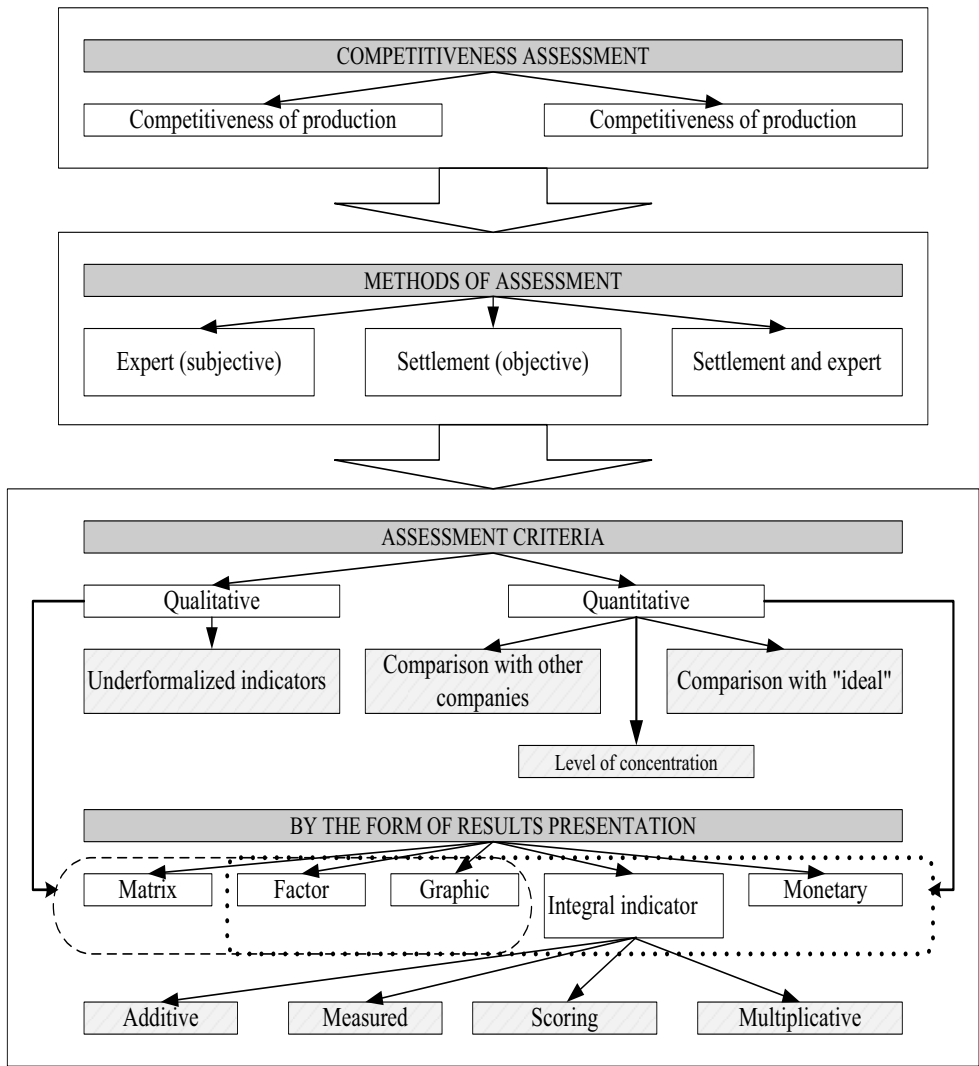 COMPETITIVENESS ASSESSMENT
Competitiveness of production
Competitiveness of production
METHODS OF ASSESSMENT
Expert (subjective)
Settlement (objective)
Settlement and expert
ASSESSMENT CRITERIA
Qualitative
Quantitative
Underformalized indicators
Comparison with other
companies
Comparison with "ideal"
Level of concentration
BY THE FORM OF RESULTS PRESENTATION
Matrix
Factor
Graphic
Integral indicator
Monetary
Additive
Measured
Scoring
Multiplicative